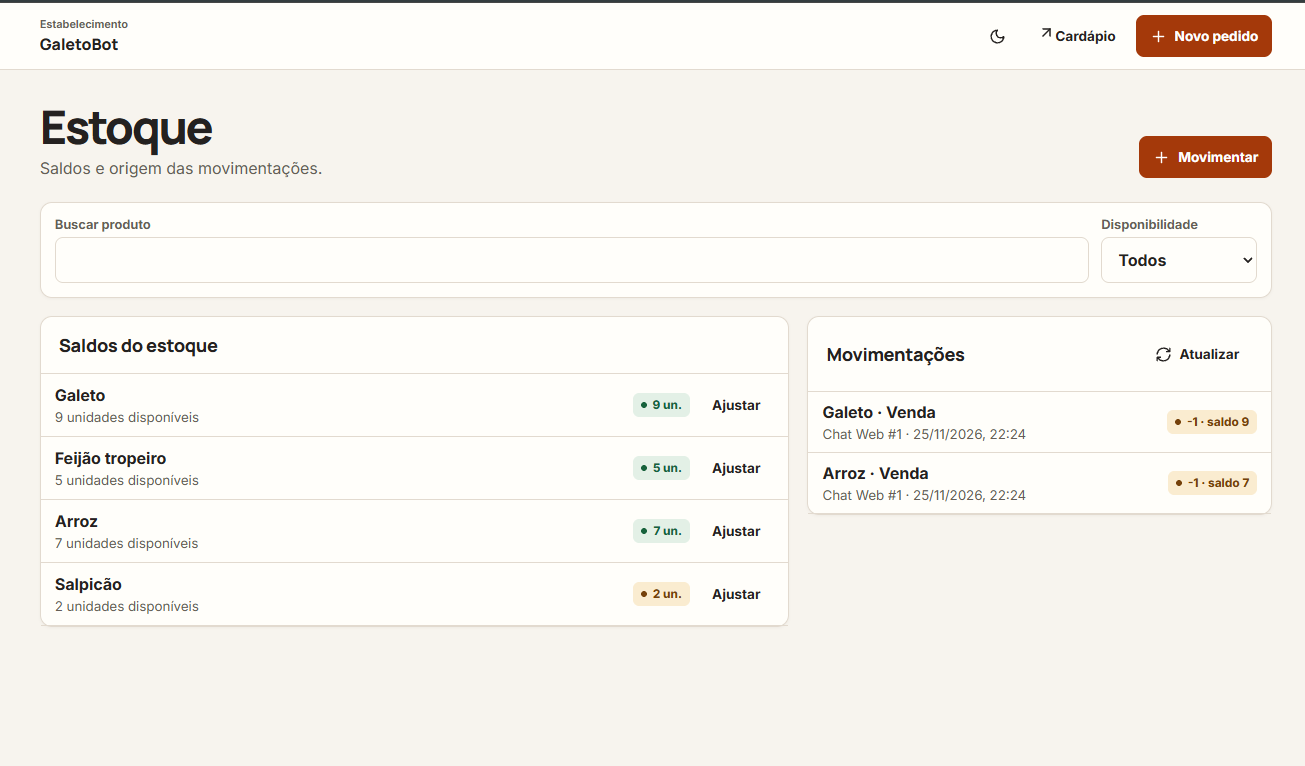 Estabelecimento
GaletoBot
Cardápio
Novo pedido
Estoque
Saldos e origem das movimentações.
Movimentar
Buscar produto
Disponibilidade
Todos
Saldos do estoque
Galeto
9 unidades disponíveis
9 un.
Ajustar
Feijão tropeiro
5 unidades disponíveis
5 un.
Ajustar
Arroz
7 unidades disponíveis
7 un.
Ajustar
Salpicão
2 unidades disponíveis
2 un.
Ajustar
Movimentações
Atualizar
Galeto · Venda
Chat Web #1 · 25/11/2026, 22:24
-1 · saldo 9
Arroz · Venda
Chat Web #1 · 25/11/2026, 22:24
-1 · saldo 7